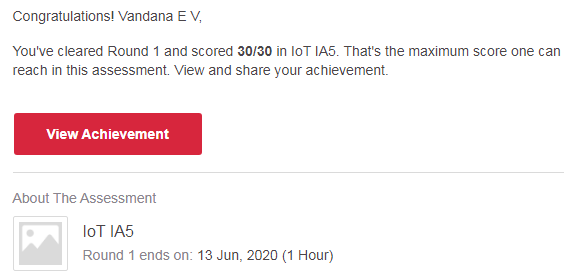 Congratulations! Vandana E V,
You've cleared Round 1 and scored 30/30 in IoT IA5. That's the maximum score one can
reach in this assessment. View and share your achievement.
View Achievement
About The Assessment
IoT IA5
Round 1 ends on: 13 Jun, 2020 (1 Hour)